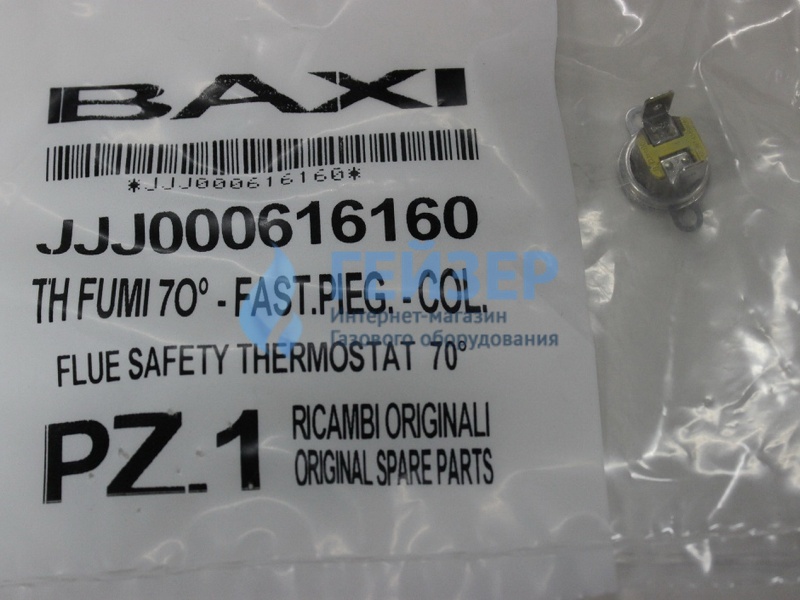 BAXI
*JJJ000616160*
JJJ000616160
TH FUMI 70° - FAST.PIEG. - COL.
FLUE SAFETY THERMOSTAT 70°
PZ.1
RICAMBI ORIGINALI
ORIGINAL SPARE PARTS
ГЕЙЗЕР
Интернет-магазин
Газового оборудования